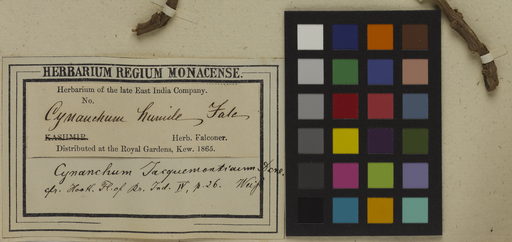 HERBARIUM REGIUM MONACENSE.
Herbarium of the late East India Company.
No.
Cynanchum humile Falc
KASHMIR. Herb. Falconer.
Distributed at the Royal Gardens, Kew. 1865.
Cynanchum Jacquemontianum Dcne.
cfr. Hook. Fl. of Br. Ind. IV, p. 26.